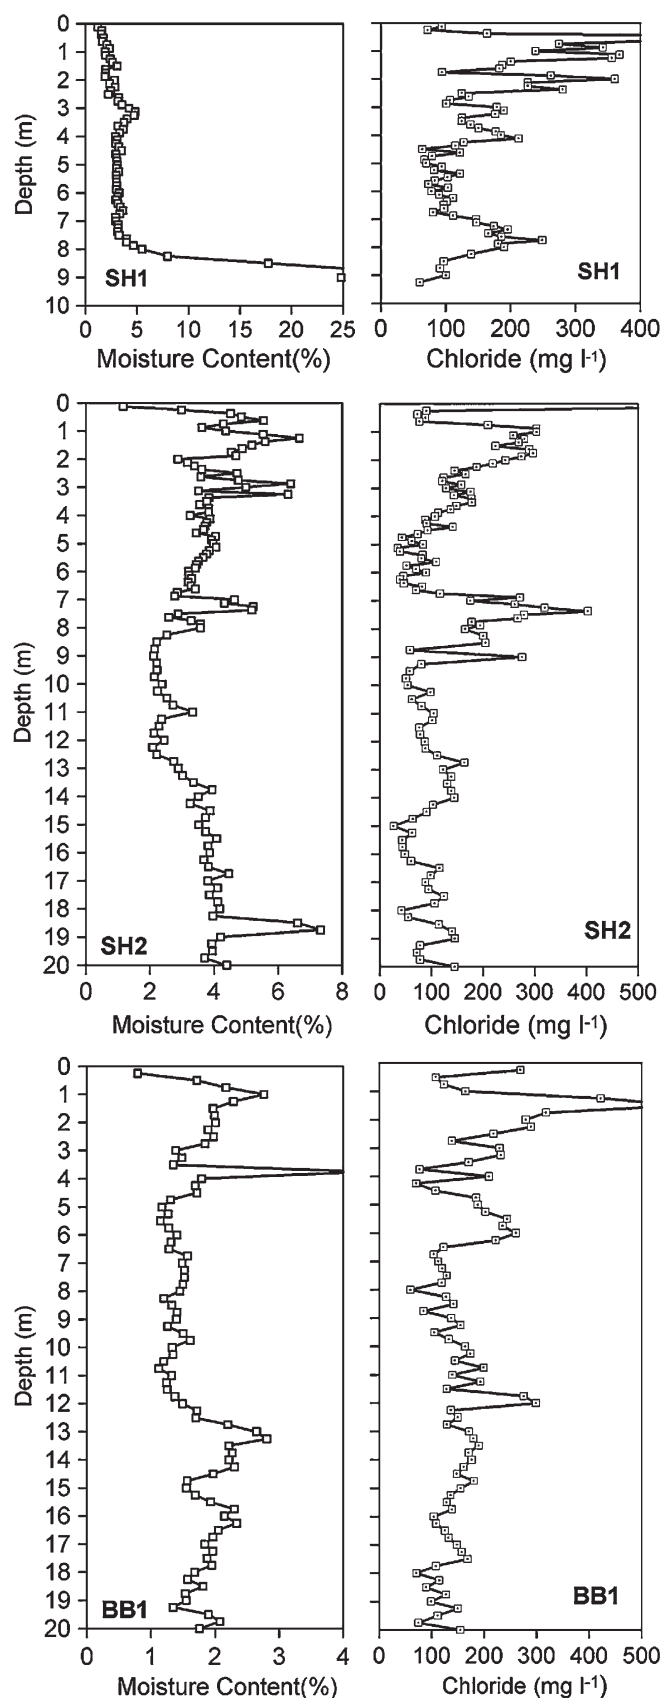 0
1
2
3
4
5
6
7
8
9
10
Depth (m)
SH1
SH1
0 5 10 15 20 25
0 100 200 300 400
Moisture Content(%)
Chloride (mg l⁻¹)
0
1
2
3
4
5
6
7
8
9
10
11
12
13
14
15
16
17
18
19
20
Depth (m)
SH2
SH2
0 2 4 6 8
0 100 200 300 400 500
Moisture Content(%)
Chloride (mg l⁻¹)
0
1
2
3
4
5
6
7
8
9
10
11
12
13
14
15
16
17
18
19
20
Depth (m)
BB1
BB1
0 1 2 3 4
0 100 200 300 400 500
Moisture Content(%)
Chloride (mg l⁻¹)